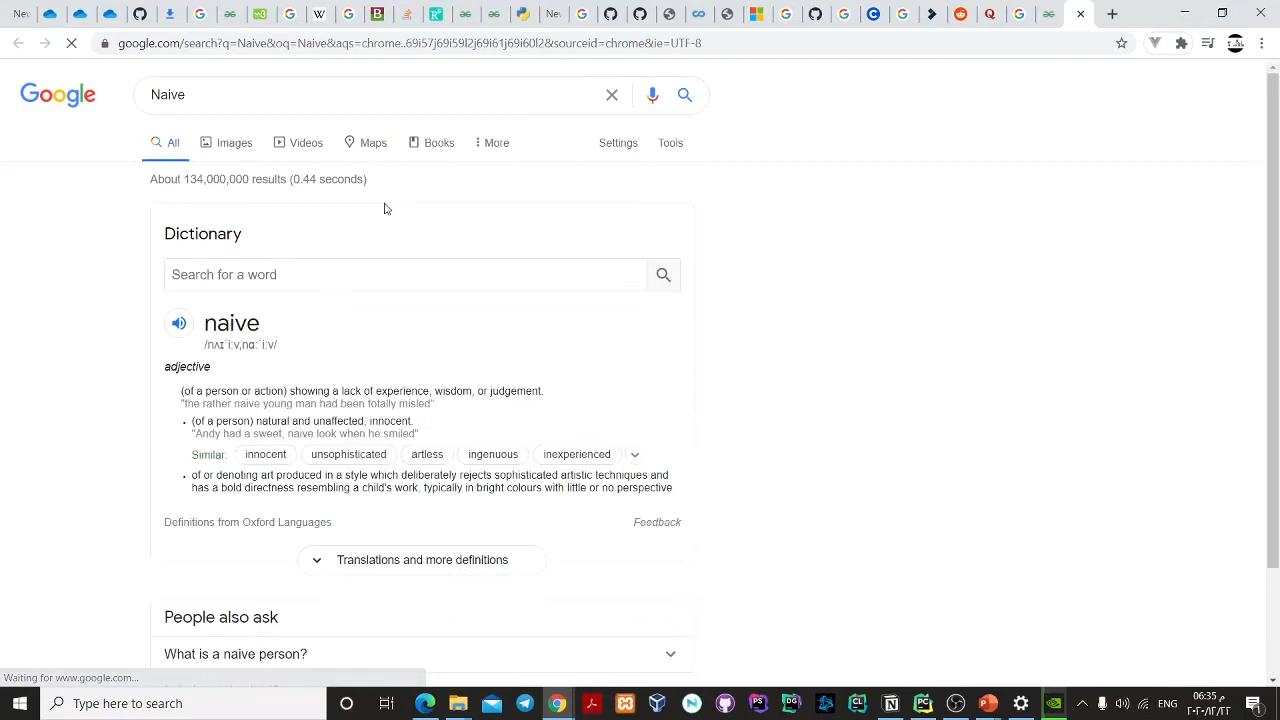 Nev
Nev
google.com/search?q=Naive&oq=Naive&aqs=chrome..69i57j69i59l2j69i61j69i60l2&sourceid=chrome&ie=UTF-8
Google
Naive
All
Images
Videos
Maps
Books
More
Settings
Tools
About 134,000,000 results (0.44 seconds)
Dictionary
Search for a word
naive
/nʌɪˈiːv,nɑːˈiːv/
adjective
(of a person or action) showing a lack of experience, wisdom, or judgement.
"the rather naive young man had been totally misled"
(of a person) natural and unaffected; innocent.
"Andy had a sweet, naive look when he smiled"
Similar:
innocent
unsophisticated
artless
ingenuous
inexperienced
of or denoting art produced in a style which deliberately rejects sophisticated artistic techniques and
has a bold directness resembling a child's work, typically in bright colours with little or no perspective.
Definitions from Oxford Languages
Feedback
Translations and more definitions
People also ask
What is a naive person?
Waiting for www.google.com...
Type here to search
ENG
06:35 م
٢٠٢٠/١٢/٢٢